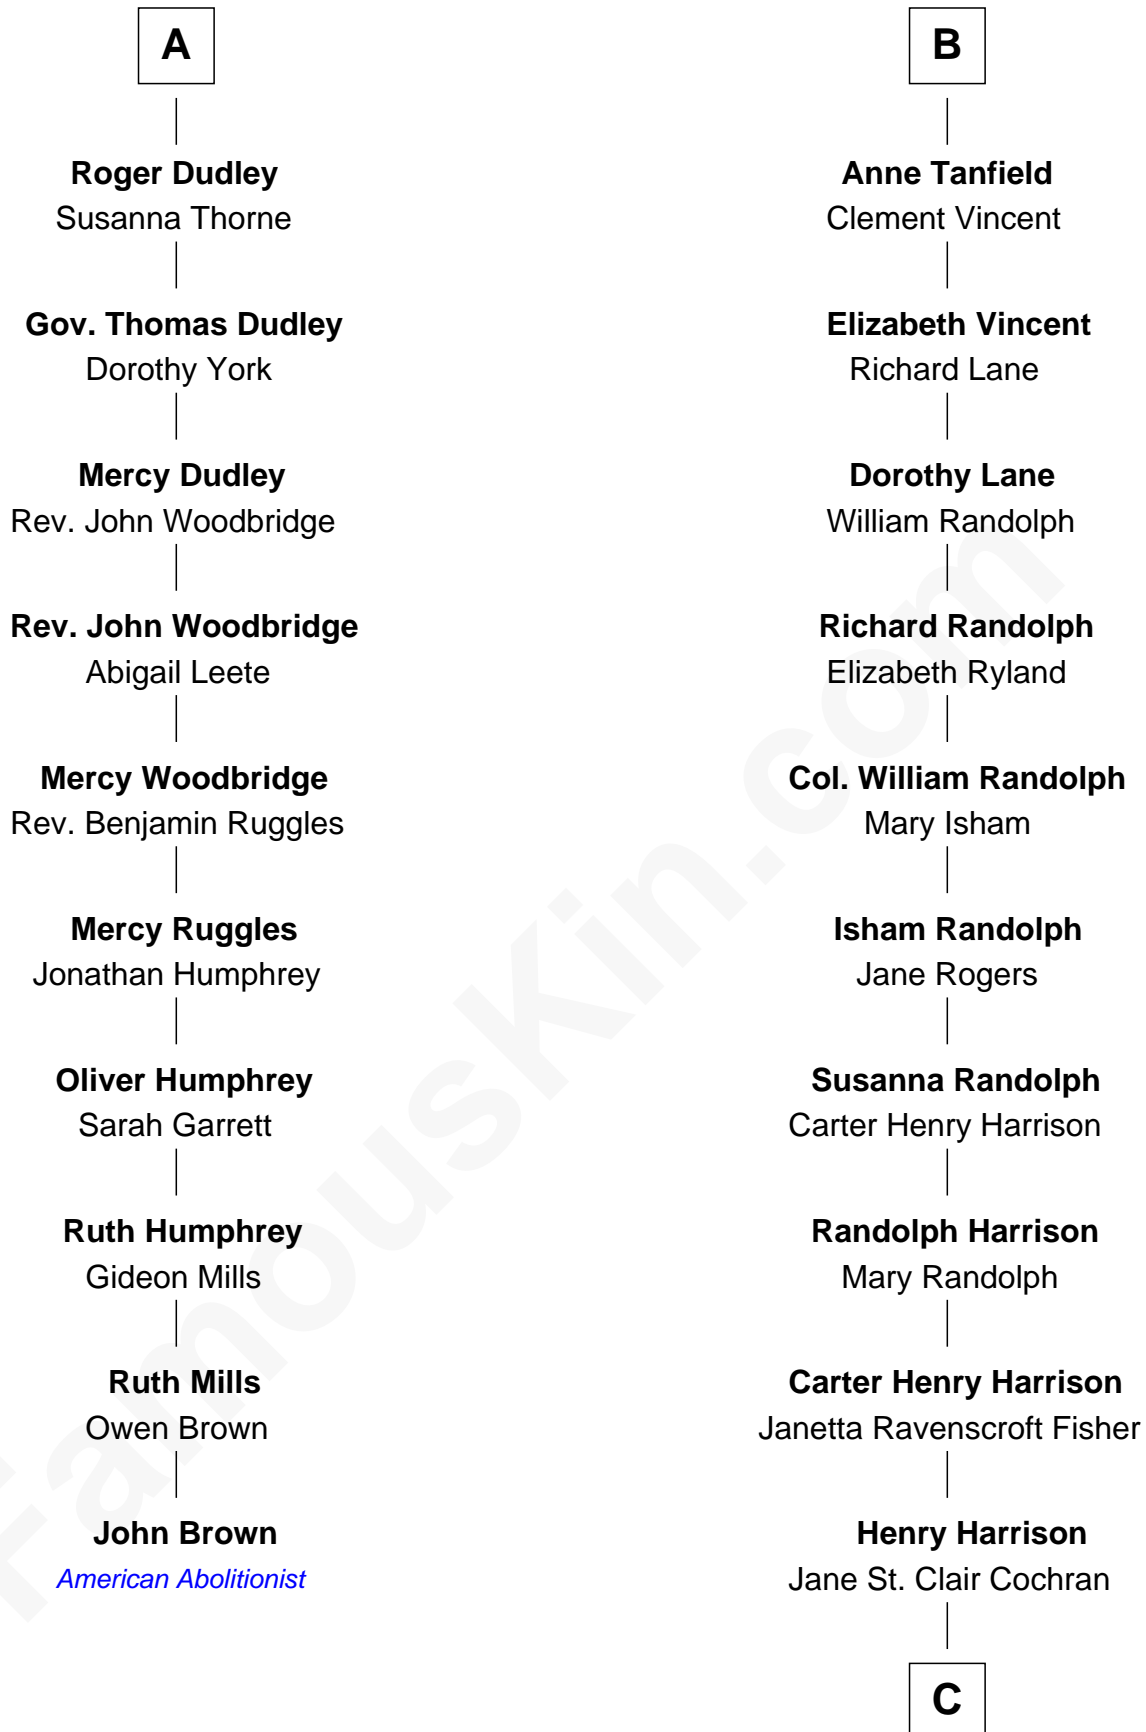 A
Roger Dudley
Susanna Thorne
Gov. Thomas Dudley
Dorothy York
Mercy Dudley
Rev. John Woodbridge
Rev. John Woodbridge
Abigail Leete
Mercy Woodbridge
Rev. Benjamin Ruggles
Mercy Ruggles
Jonathan Humphrey
Oliver Humphrey
Sarah Garrett
Ruth Humphrey
Gideon Mills
Ruth Mills
Owen Brown
John Brown
American Abolitionist
B
Anne Tanfield
Clement Vincent
Elizabeth Vincent
Richard Lane
Dorothy Lane
William Randolph
Richard Randolph
Elizabeth Ryland
Col. William Randolph
Mary Isham
Isham Randolph
Jane Rogers
Susanna Randolph
Carter Henry Harrison
Randolph Harrison
Mary Randolph
Carter Henry Harrison
Janetta Ravenscroft Fisher
Henry Harrison
Jane St. Clair Cochran
C
FamousKin.com